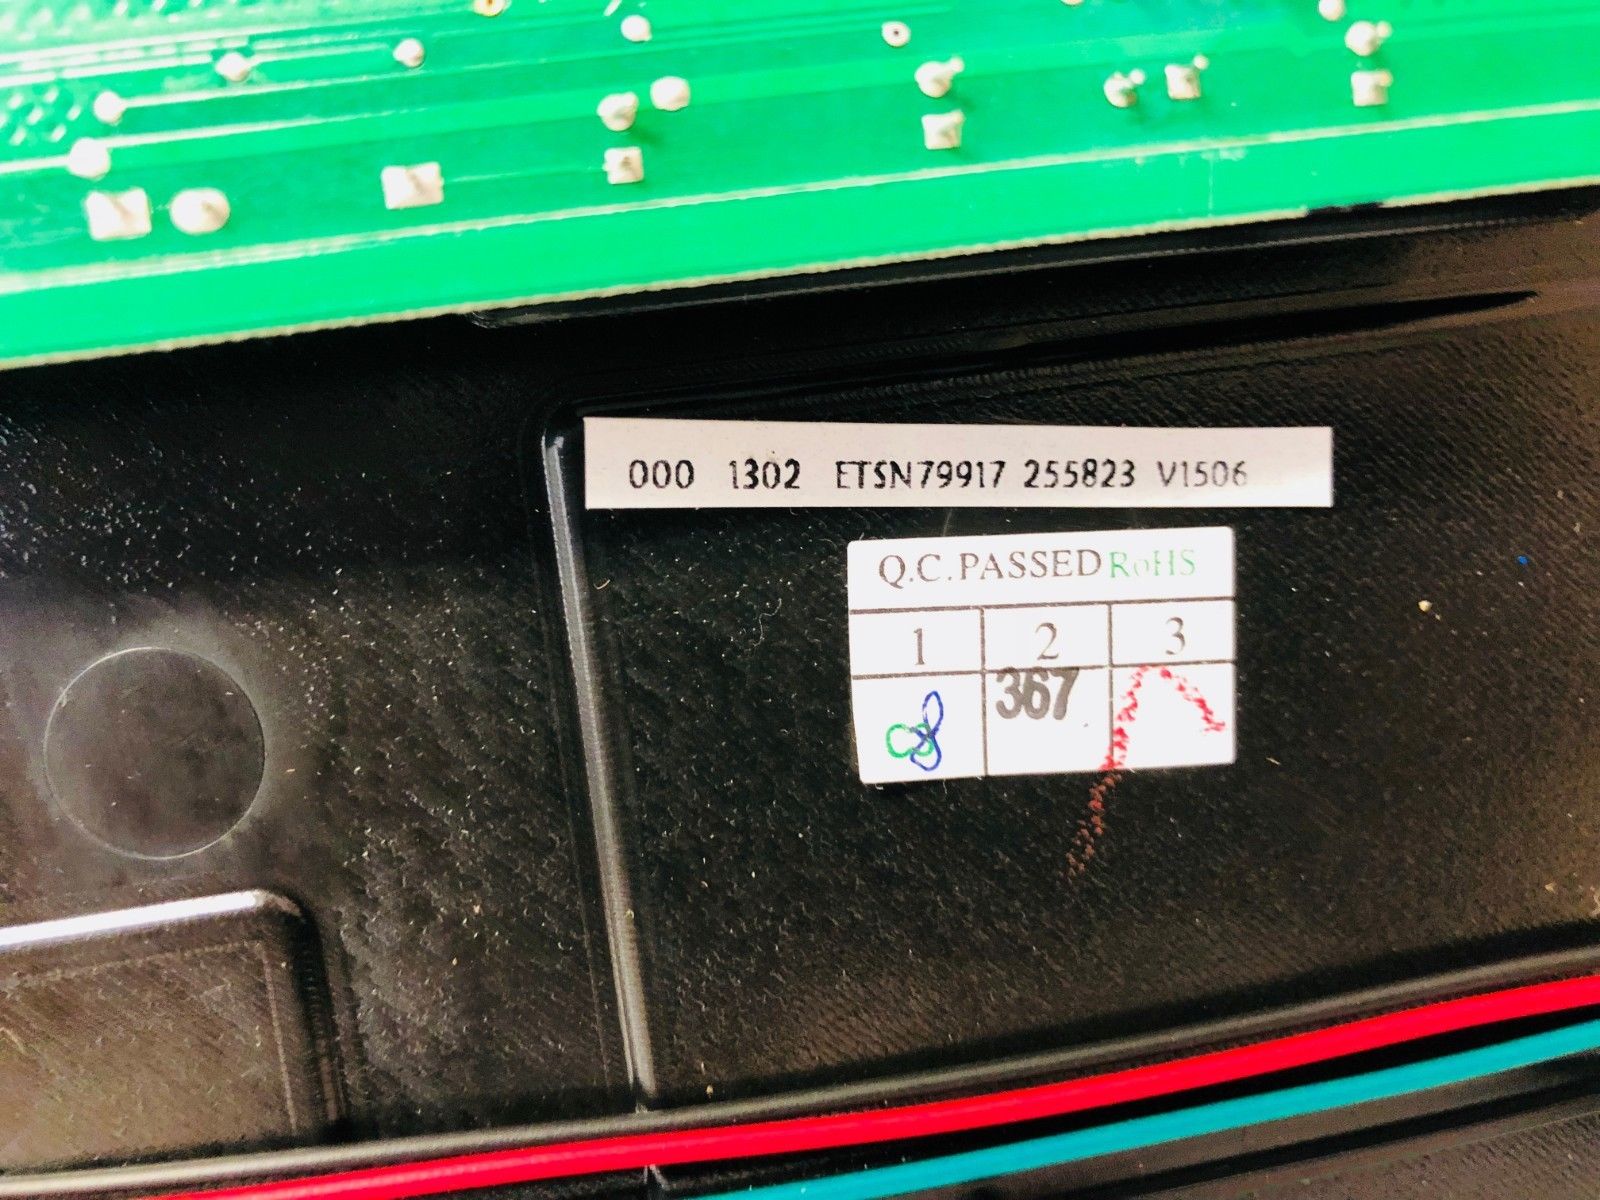 000 1302 ETSN79917 255823 V1506
Q.C.PASSED RoHS
1 2 3
367